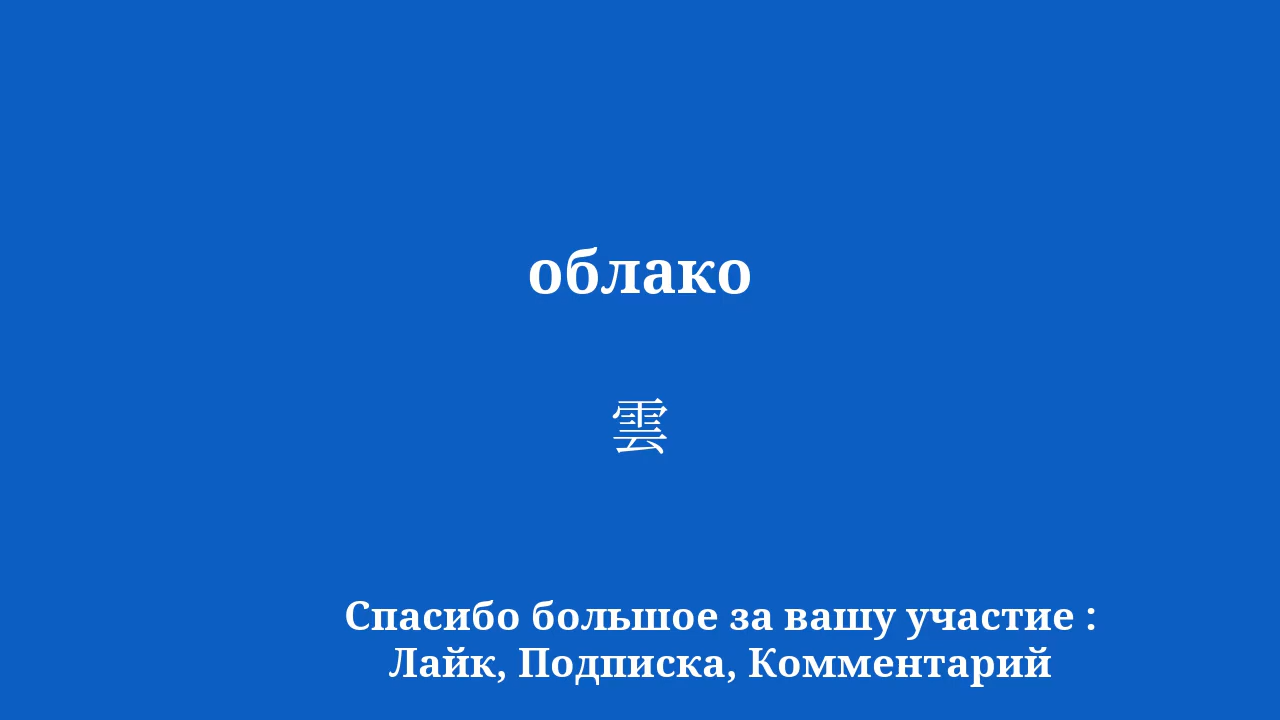 облако
雲
Спасибо большое за вашу участие :
Лайк, Подписка, Комментарий